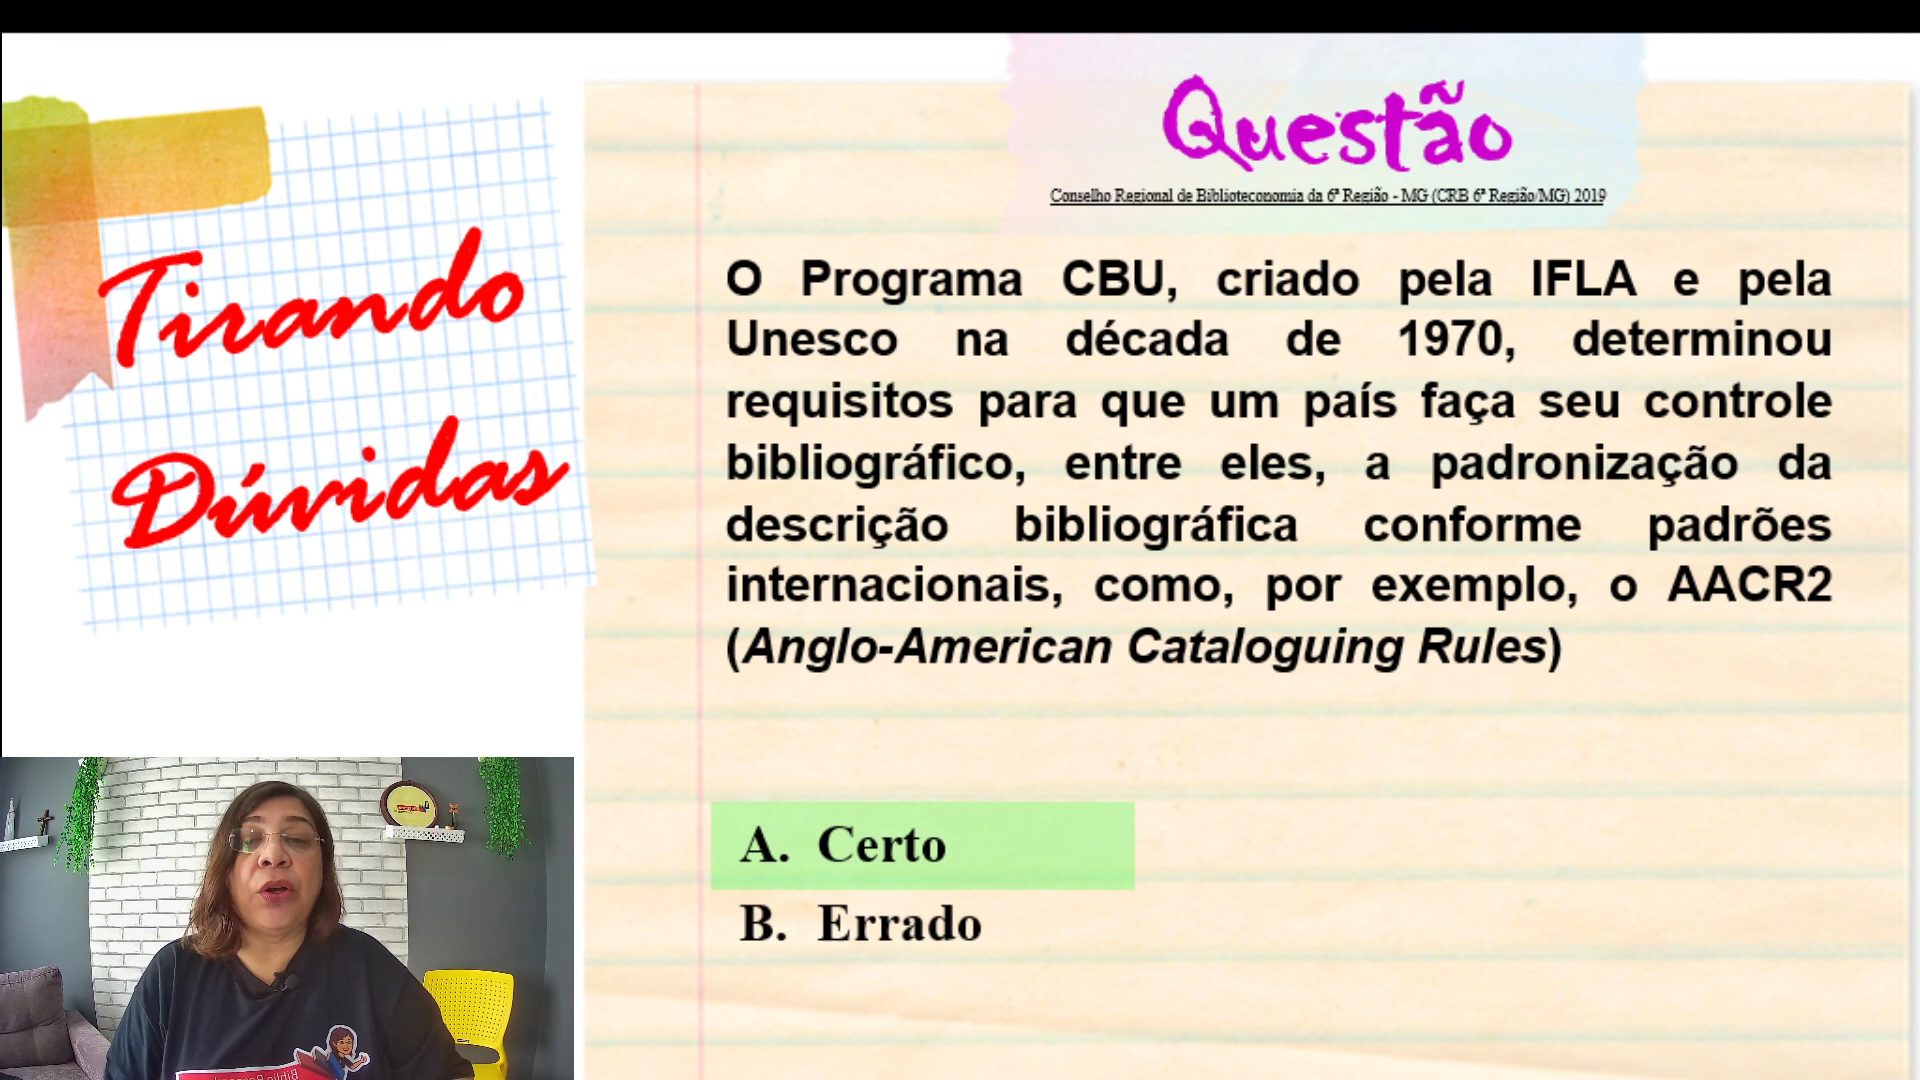 Questão
Conselho Regional de Biblioteconomia da 6ª Região - MG (CRB 6ª Região/MG) 2019
Tirando
Dúvidas
O Programa CBU, criado pela IFLA e pela
Unesco na década de 1970, determinou
requisitos para que um país faça seu controle
bibliográfico, entre eles, a padronização da
descrição bibliográfica conforme padrões
internacionais, como, por exemplo, o AACR2
(Anglo-American Cataloguing Rules)
A. Certo
B. Errado